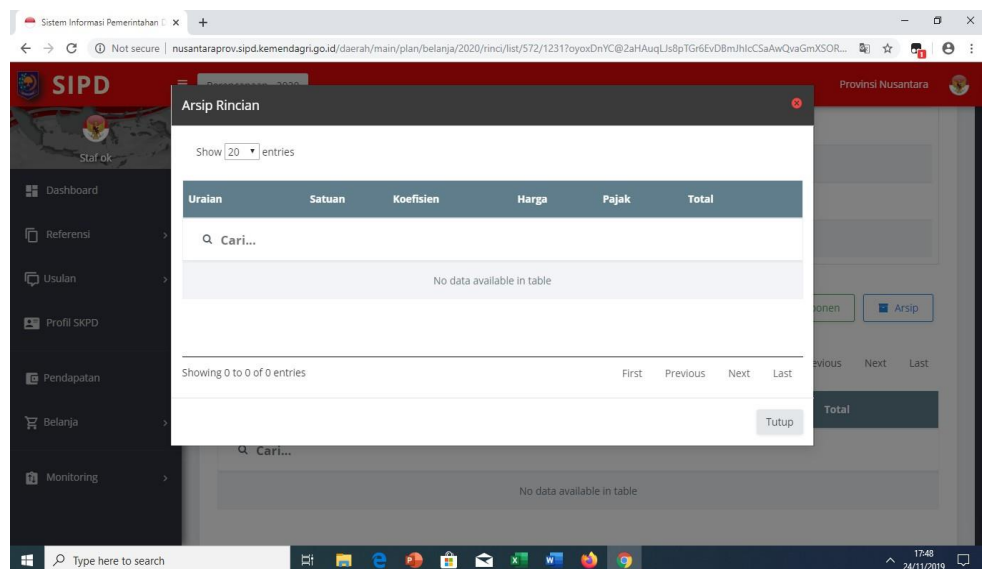 Sistem Informasi Pemerintahan D
Not secure | nusantaraprov.sipd.kemendagri.go.id/daerah/main/plan/belanja/2020/rinci/list/572/1231?oyoxDnYC@2aHAuqLJs8pTGr6EvDBmJhIcCSaAwQvaGmXSOR...
SIPD
Provinsi Nusantara
Staf ok
Dashboard
Referensi
Usulan
Profil SKPD
Pendapatan
Belanja
Monitoring
Arsip Rincian
Show 20 entries
Uraian Satuan Koefisien Harga Pajak Total
Cari...
No data available in table
Showing 0 to 0 of 0 entries
First Previous Next Last
Tutup
Arsip
Next Last
Total
Cari...
No data available in table
Type here to search
17:48
24/11/2019